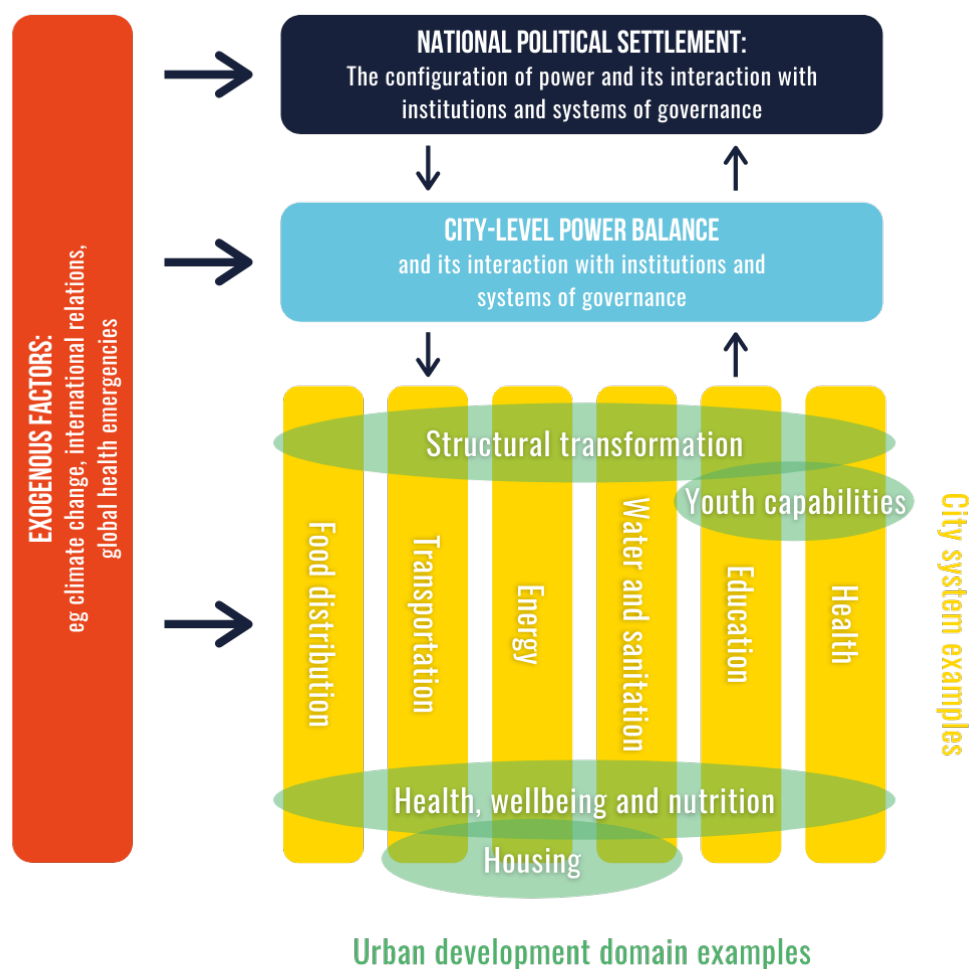 EXOGENOUS FACTORS:
eg climate change, international relations,
global health emergencies
NATIONAL POLITICAL SETTLEMENT:
The configuration of power and its interaction with
institutions and systems of governance
CITY-LEVEL POWER BALANCE
and its interaction with institutions and
systems of governance
Structural transformation
Youth capabilities
Food distribution
Transportation
Energy
Water and sanitation
Education
Health
City system examples
Health, wellbeing and nutrition
Housing
Urban development domain examples